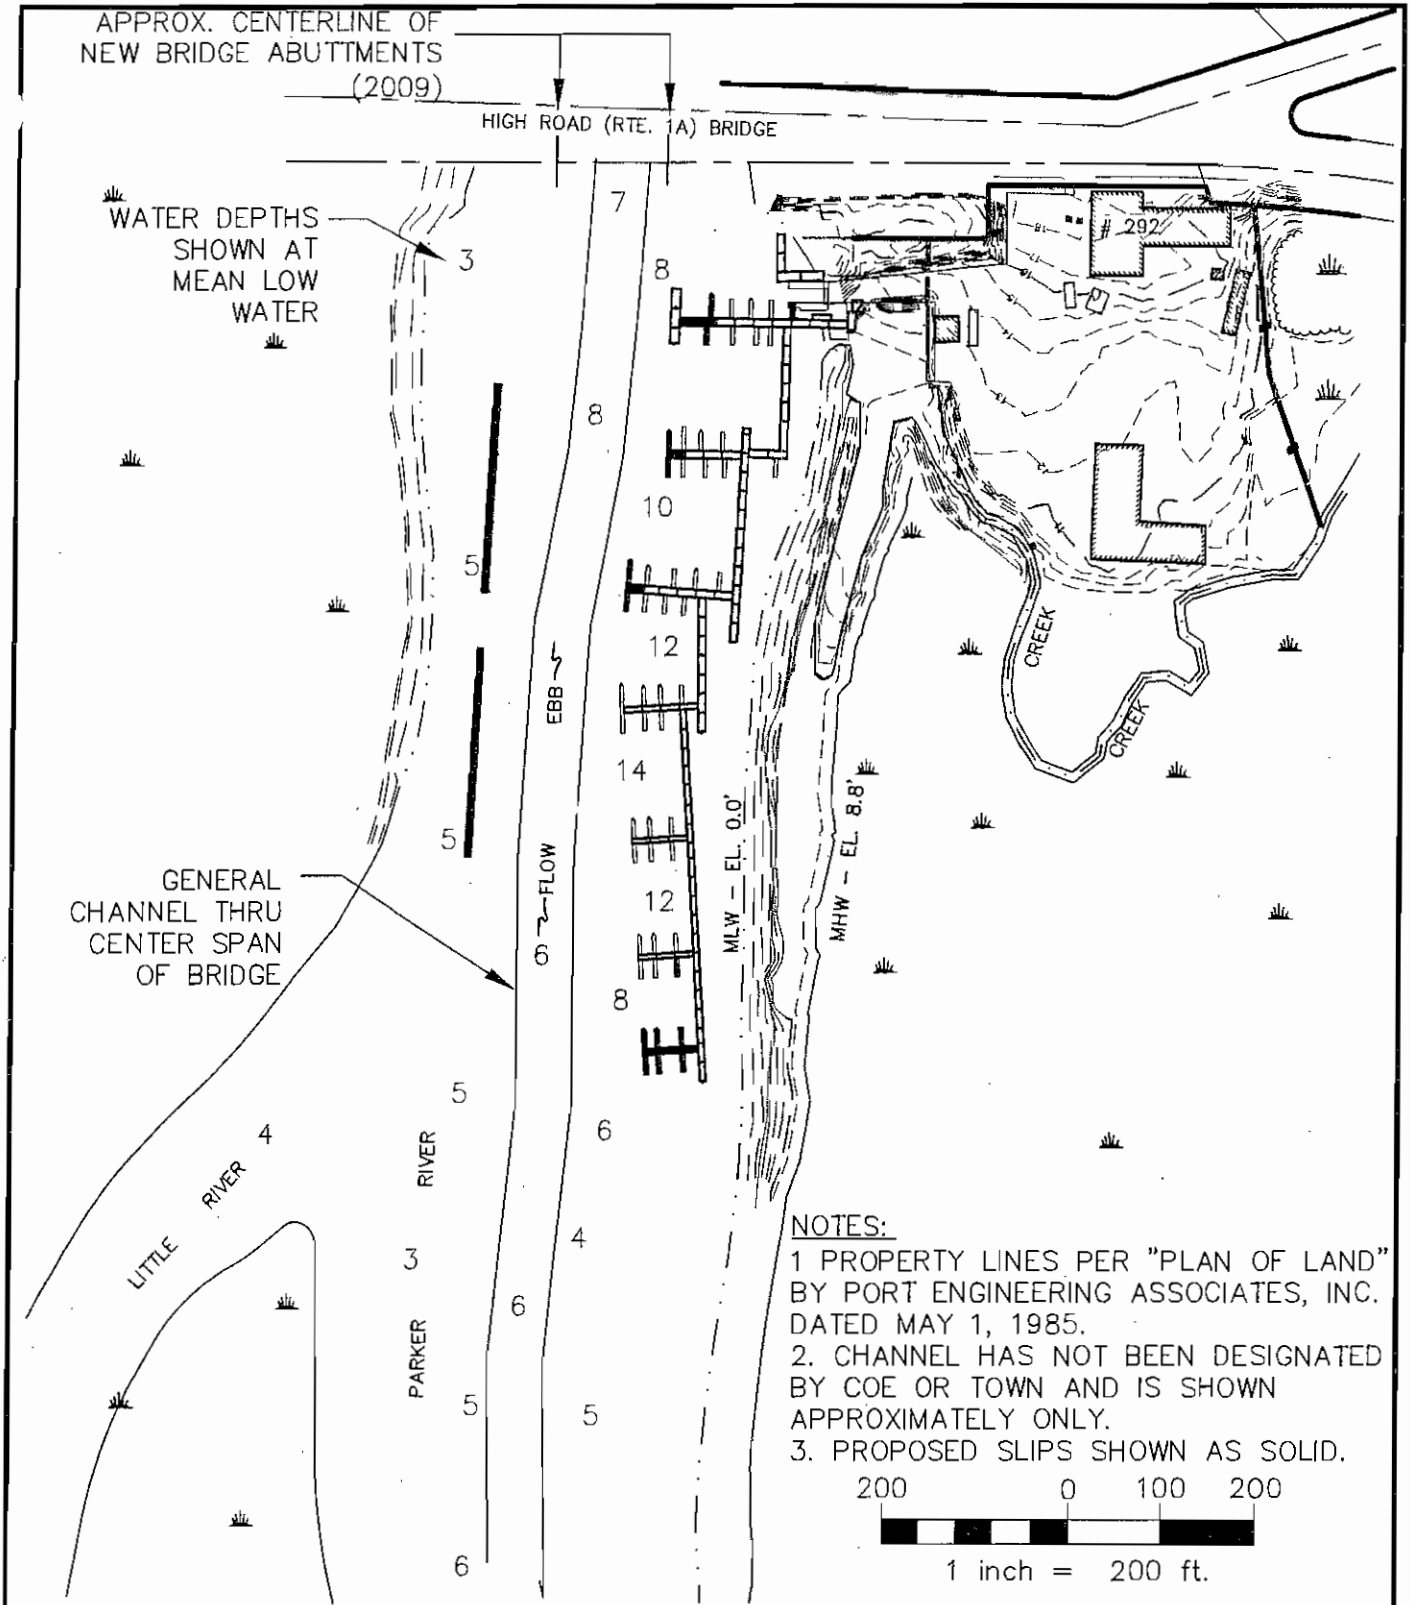 APPROX. CENTERLINE OF
NEW BRIDGE ABUTTMENTS
(2009)
HIGH ROAD (RTE. 1A) BRIDGE
7
WATER DEPTHS
SHOWN AT
MEAN LOW
WATER
3
8
# 292
8
10
5
12
EBB
CREEK
CREEK
14
5
MLW - EL. 0.0'
MHW - EL. 8.8'
FLOW
GENERAL
CHANNEL THRU
CENTER SPAN
OF BRIDGE
12
6
8
5
4
6
RIVER
LITTLE
RIVER
PARKER
3
4
6
5
5
6
NOTES:
1 PROPERTY LINES PER "PLAN OF LAND"
BY PORT ENGINEERING ASSOCIATES, INC.
DATED MAY 1, 1985.
2. CHANNEL HAS NOT BEEN DESIGNATED
BY COE OR TOWN AND IS SHOWN
APPROXIMATELY ONLY.
3. PROPOSED SLIPS SHOWN AS SOLID.
200 0 100 200
1 inch = 200 ft.